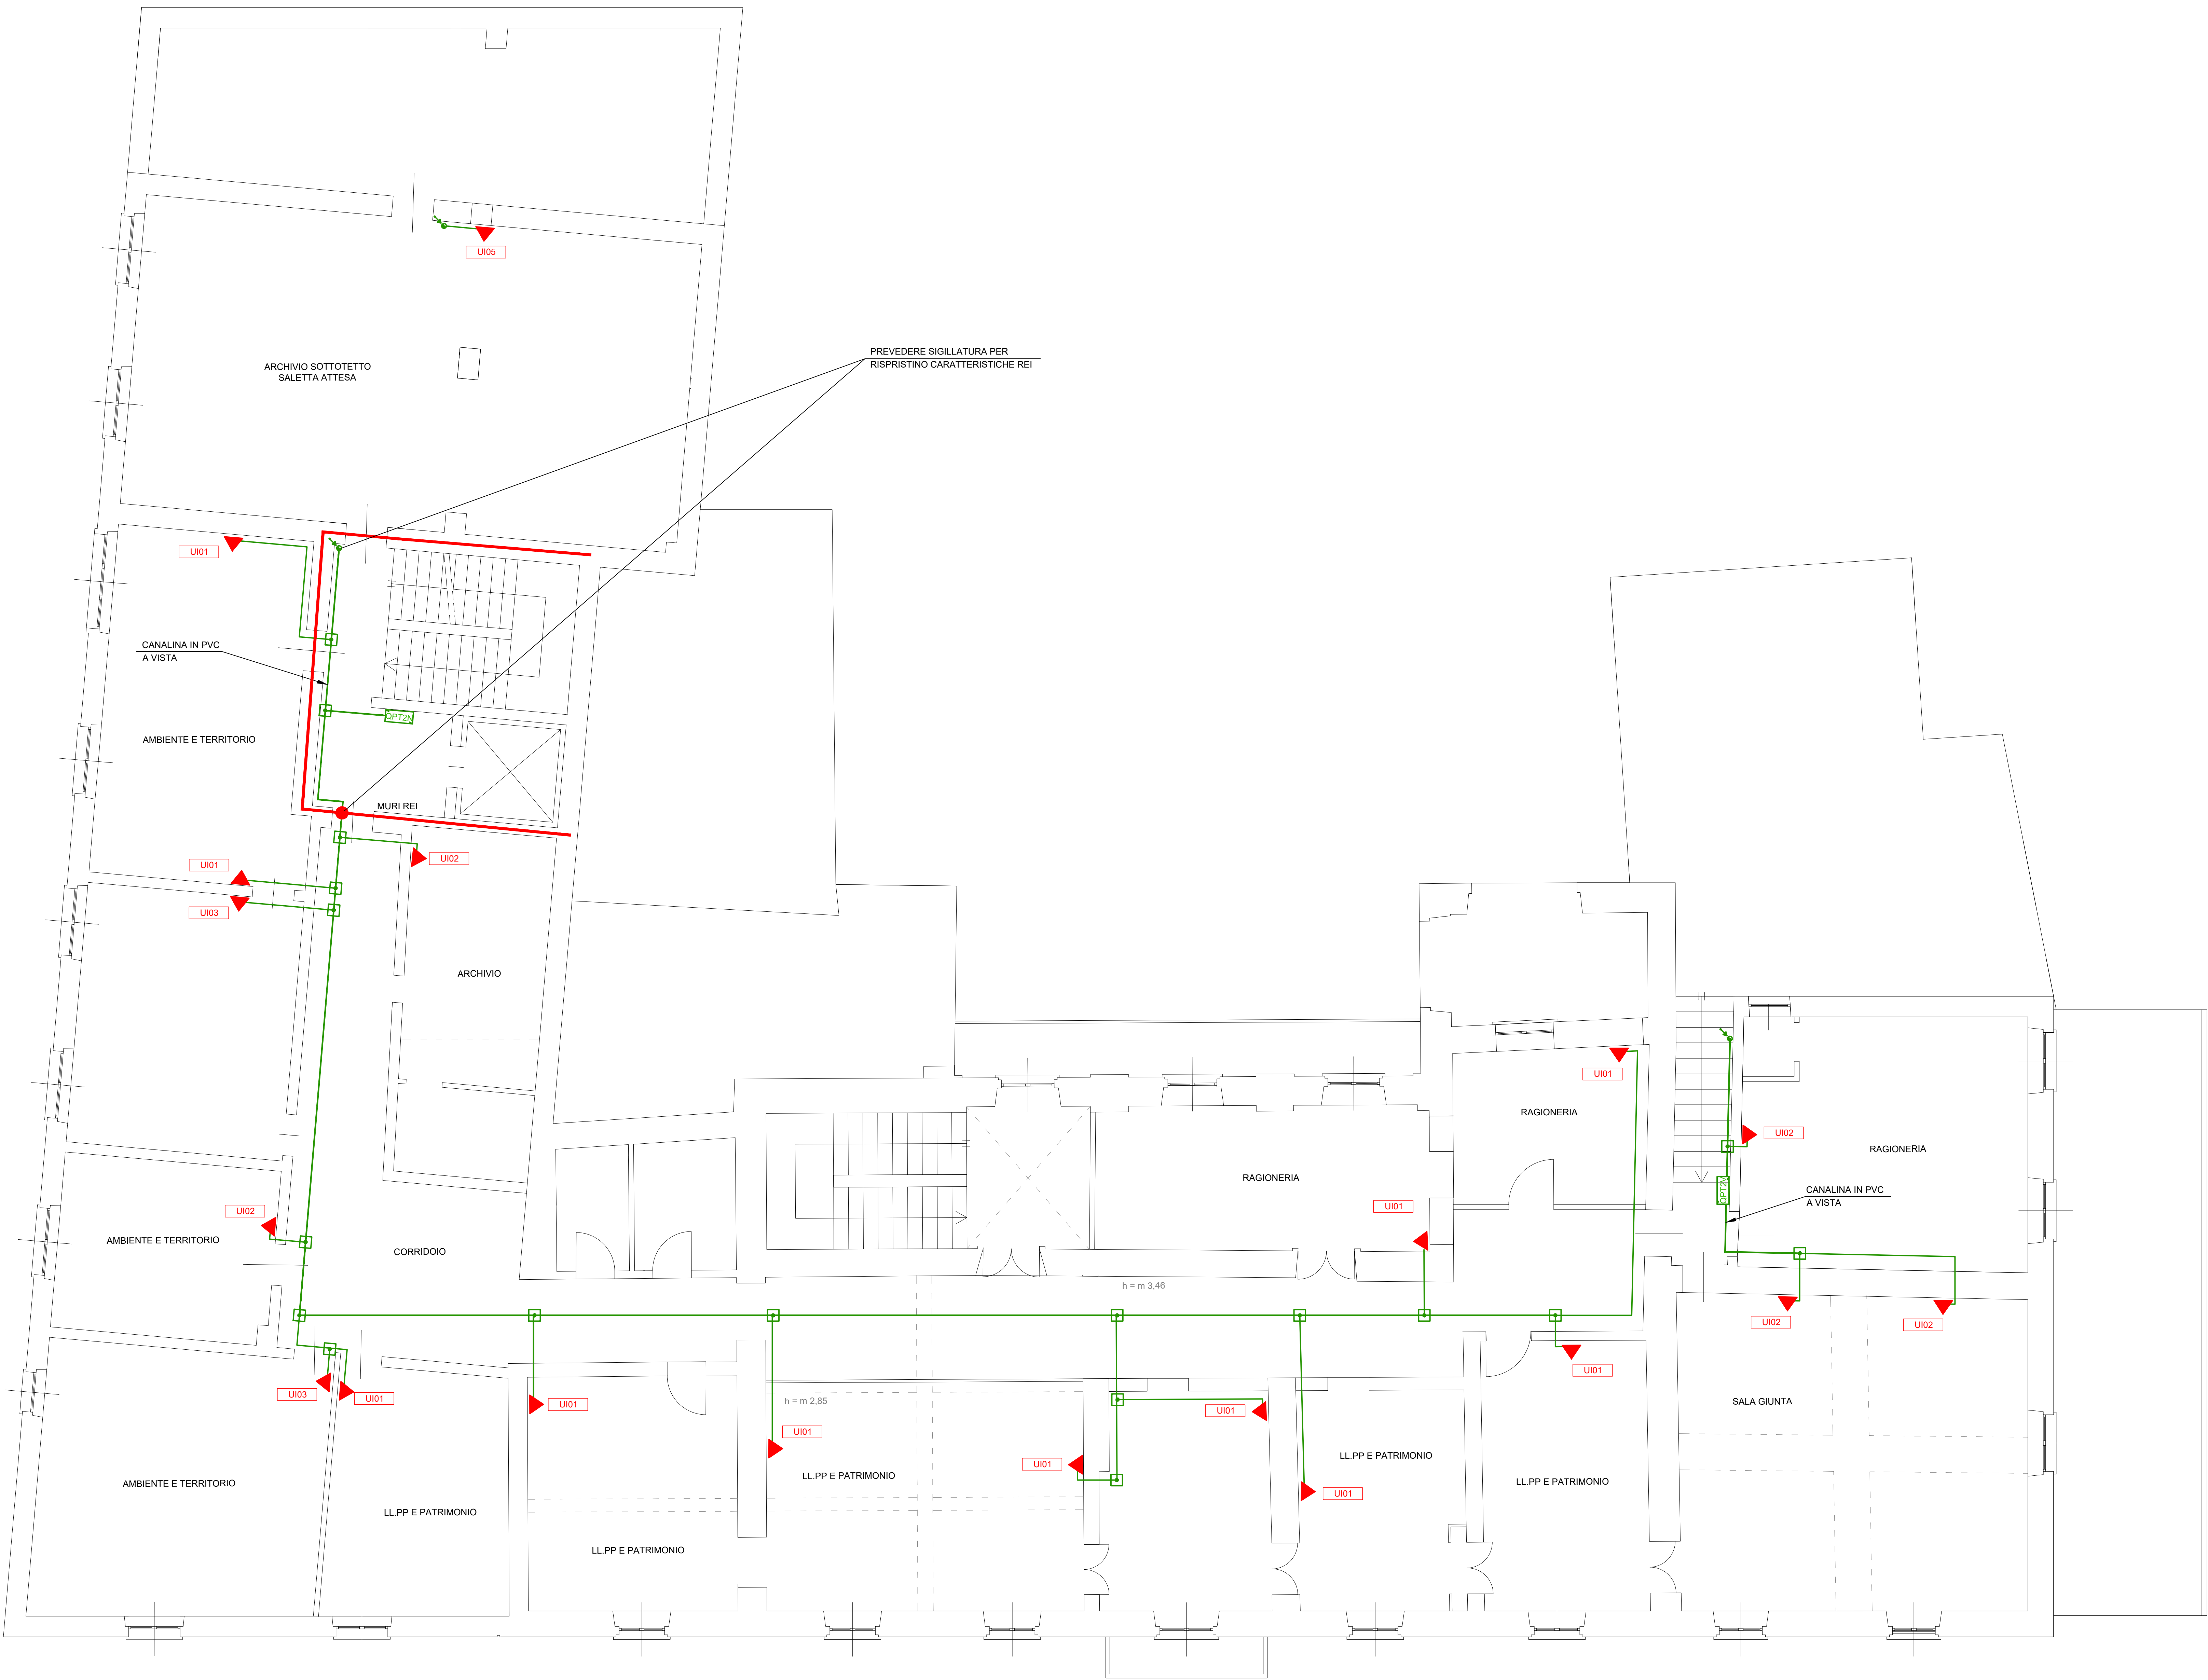 UI05
ARCHIVIO SOTTOTETTO
SALETTA ATTESA
PREVEDERE SIGILLATURA PER
RISPRISTINO CARATTERISTICHE REI
UI01
CANALINA IN PVC
A VISTA
QPT2N
AMBIENTE E TERRITORIO
MURI REI
UI02
UI01
UI03
ARCHIVIO
UI02
AMBIENTE E TERRITORIO
CORRIDOIO
UI01
RAGIONERIA
UI02
RAGIONERIA
RAGIONERIA
UI01
QPT2V
CANALINA IN PVC
A VISTA
h = m 3,46
UI02
UI02
UI03
UI01
UI01
h = m 2,85
UI01
UI01
UI01
UI01
UI01
SALA GIUNTA
AMBIENTE E TERRITORIO
LL.PP E PATRIMONIO
LL.PP E PATRIMONIO
LL.PP E PATRIMONIO
LL.PP E PATRIMONIO
LL.PP E PATRIMONIO